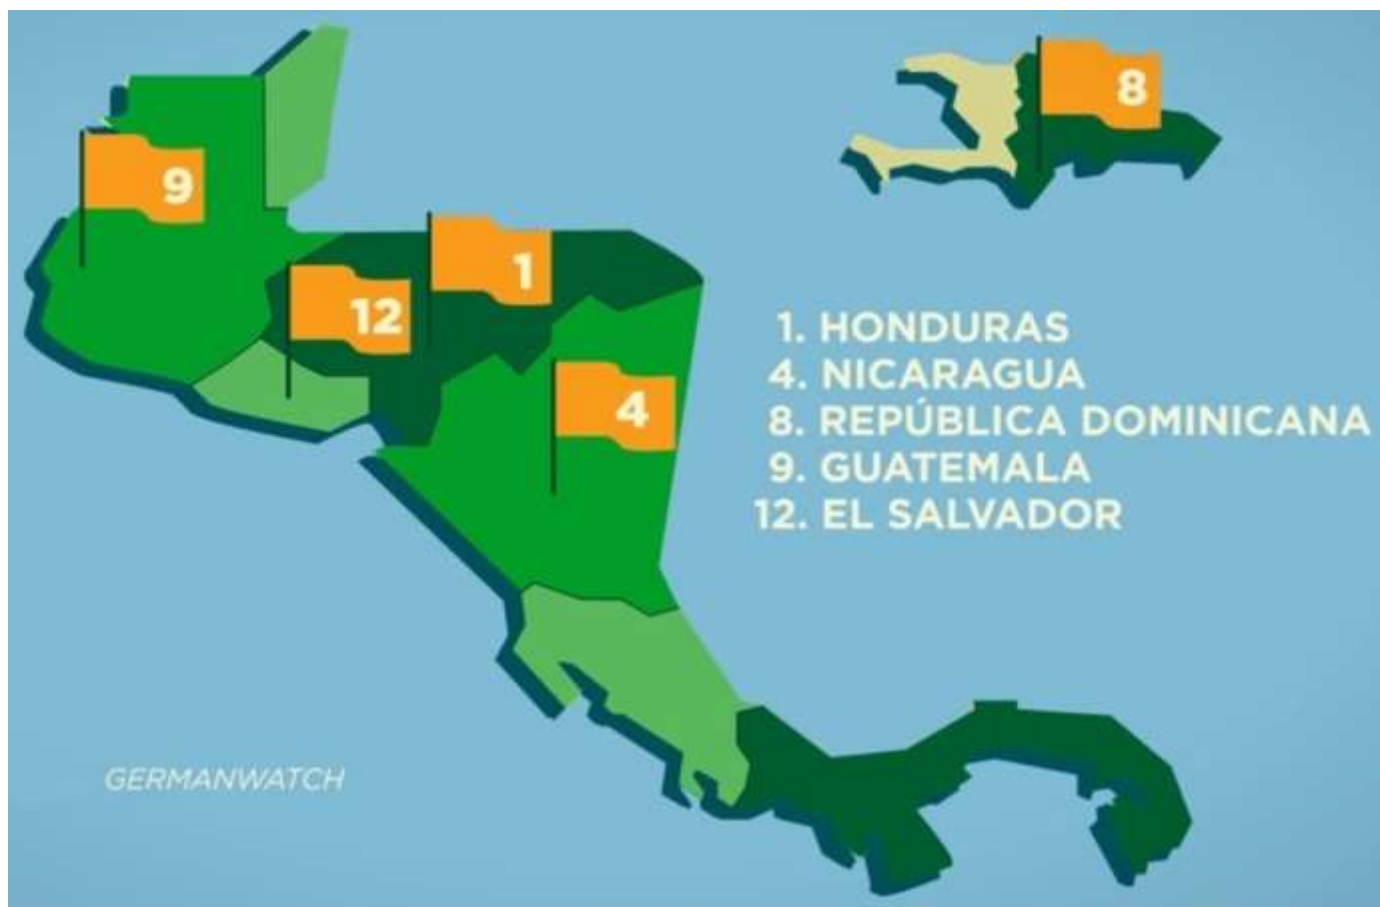 8
9
1
12
4
1. HONDURAS
4. NICARAGUA
8. REPÚBLICA DOMINICANA
9. GUATEMALA
12. EL SALVADOR
GERMANWATCH